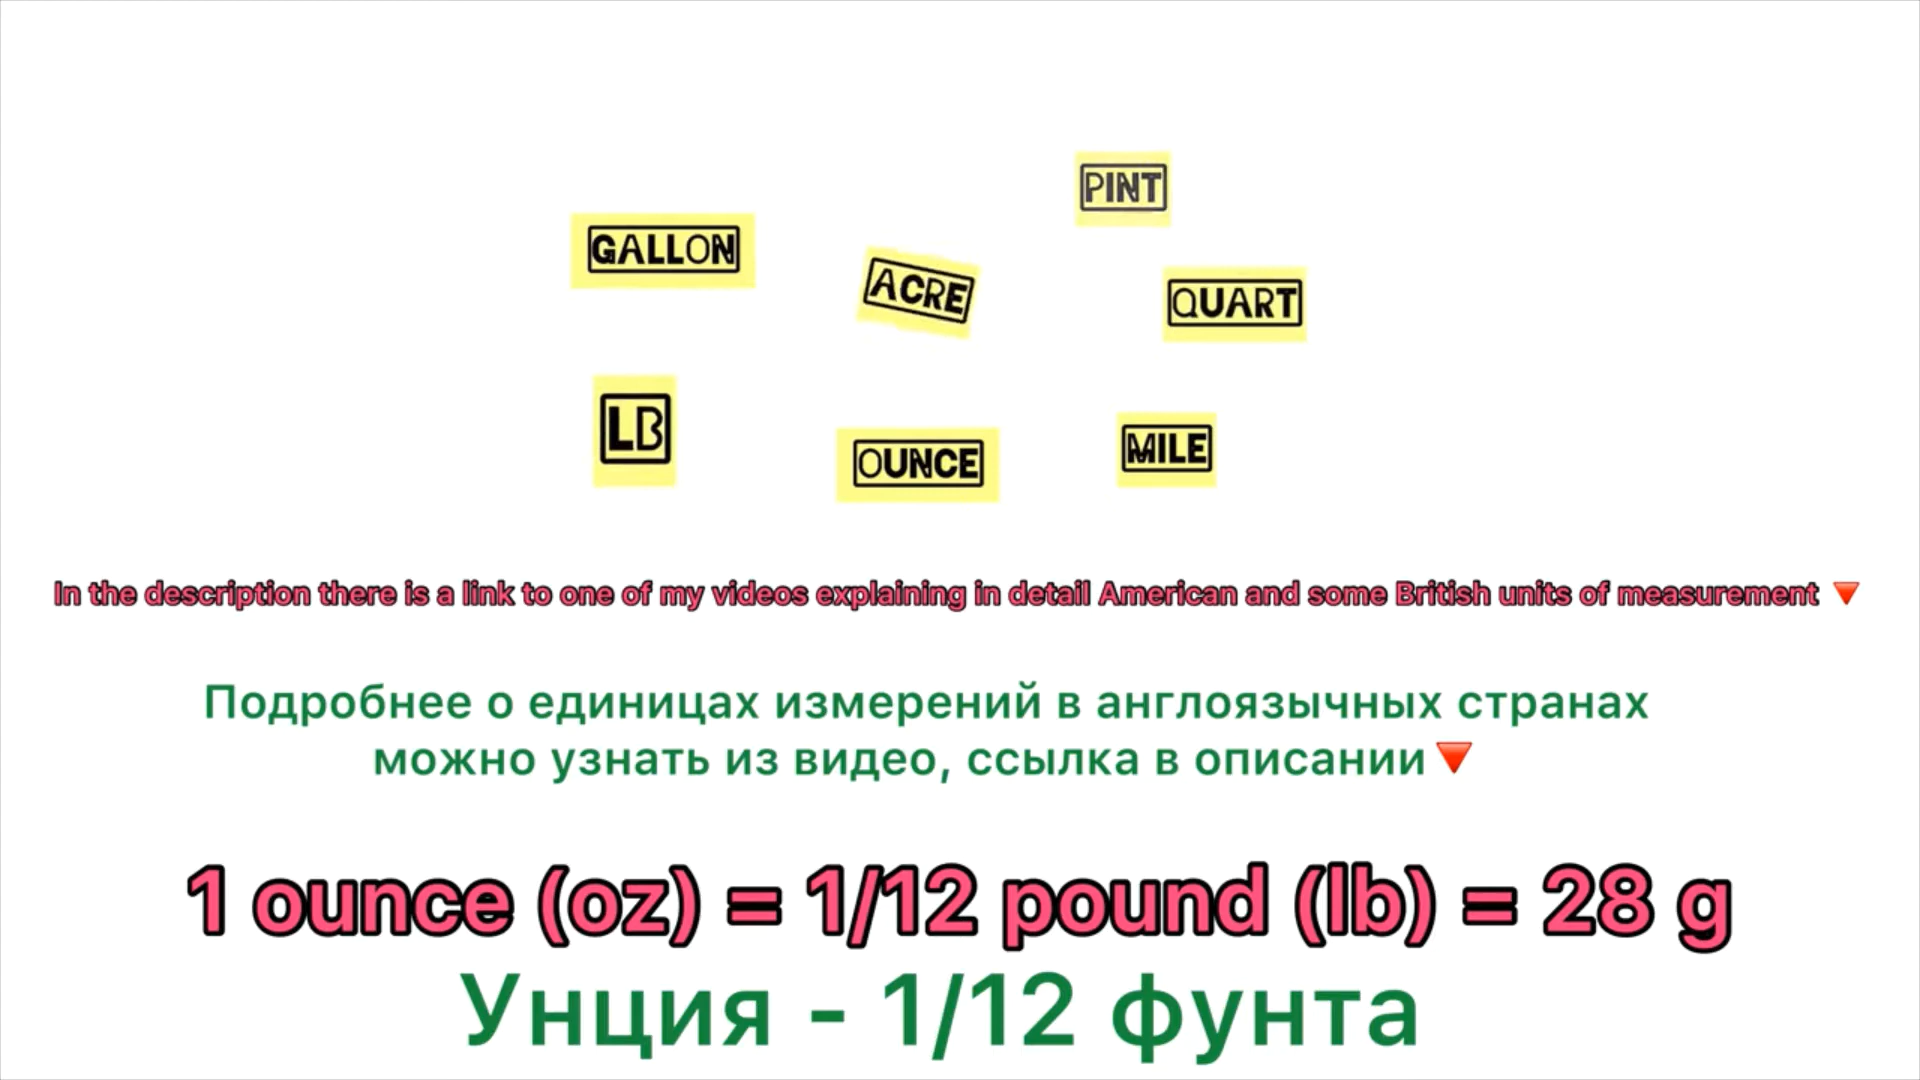 PINT
GALLON
ACRE
QUART
LB
OUNCE
MILE
In the description there is a link to one of my videos explaining in detail American and some British units of measurement 🔻
Подробнее о единицах измерений в англоязычных странах
можно узнать из видео, ссылка в описании🔻
1 ounce (oz) = 1/12 pound (lb) = 28 g
Унция - 1/12 фунта